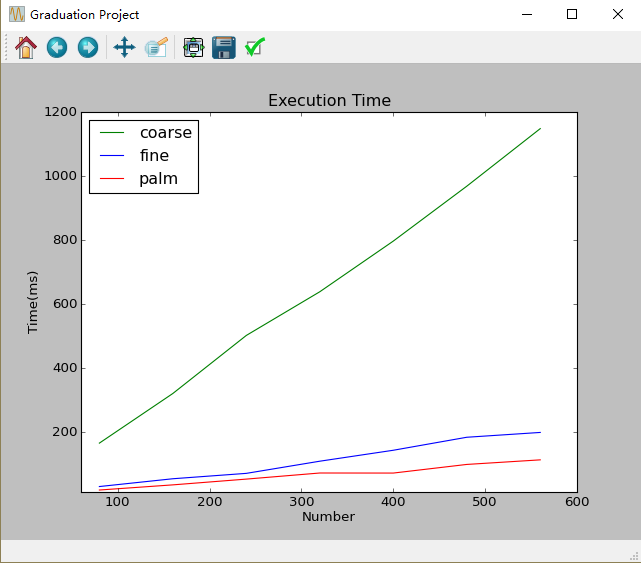 Graduation Project
Execution Time
coarse
fine
palm
1200
1000
800
600
400
200
Time(ms)
100 200 300 400 500 600
Number